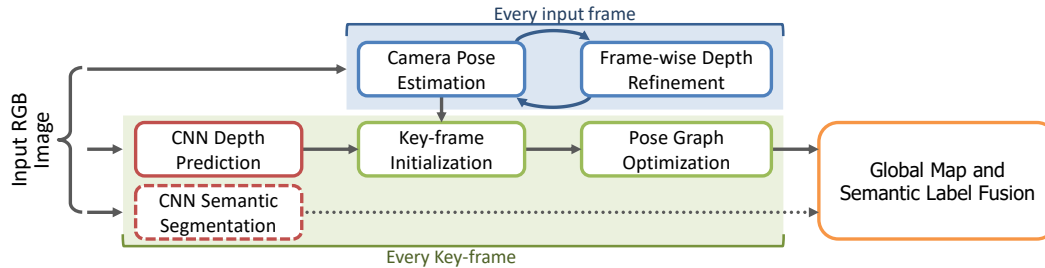 Every input frame
Camera Pose
Estimation
Frame-wise Depth
Refinement
Input RGB
Image
CNN Depth
Prediction
Key-frame
Initialization
Pose Graph
Optimization
Global Map and
Semantic Label Fusion
CNN Semantic
Segmentation
Every Key-frame